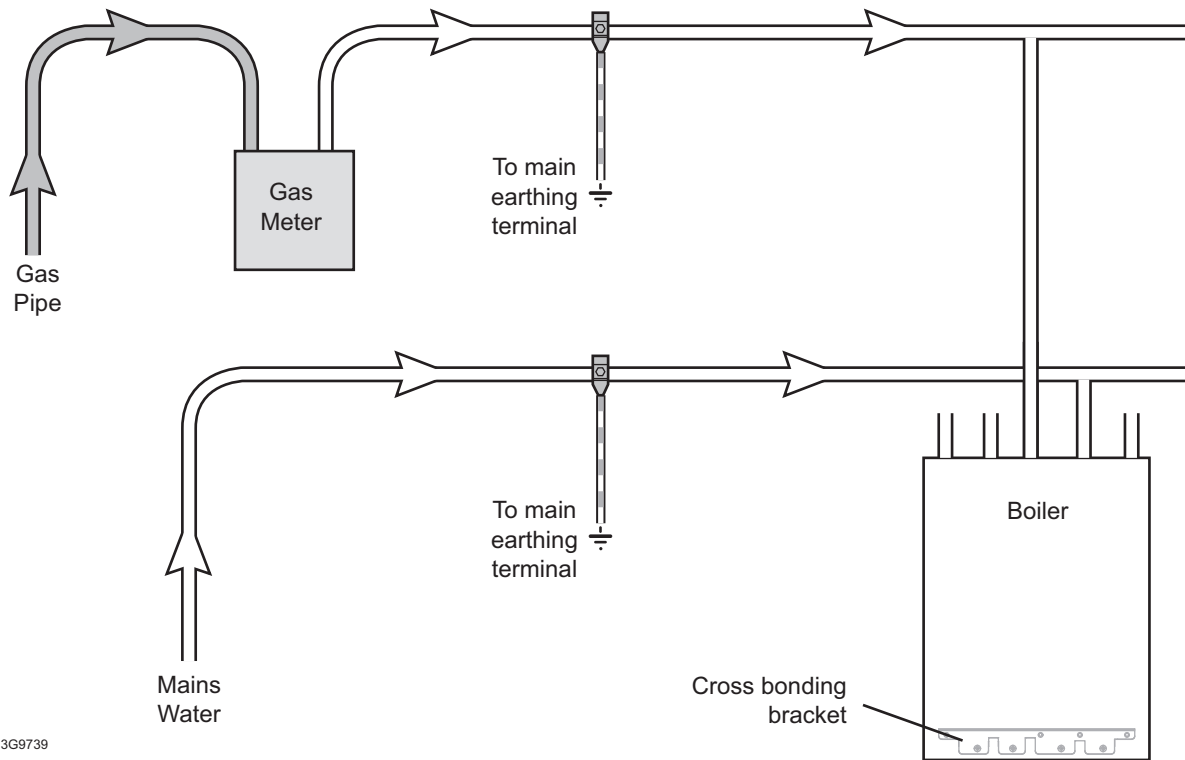 Gas
Meter
To main
earthing
terminal
Gas
Pipe
To main
earthing
terminal
Boiler
Mains
Water
Cross bonding
bracket
3G9739